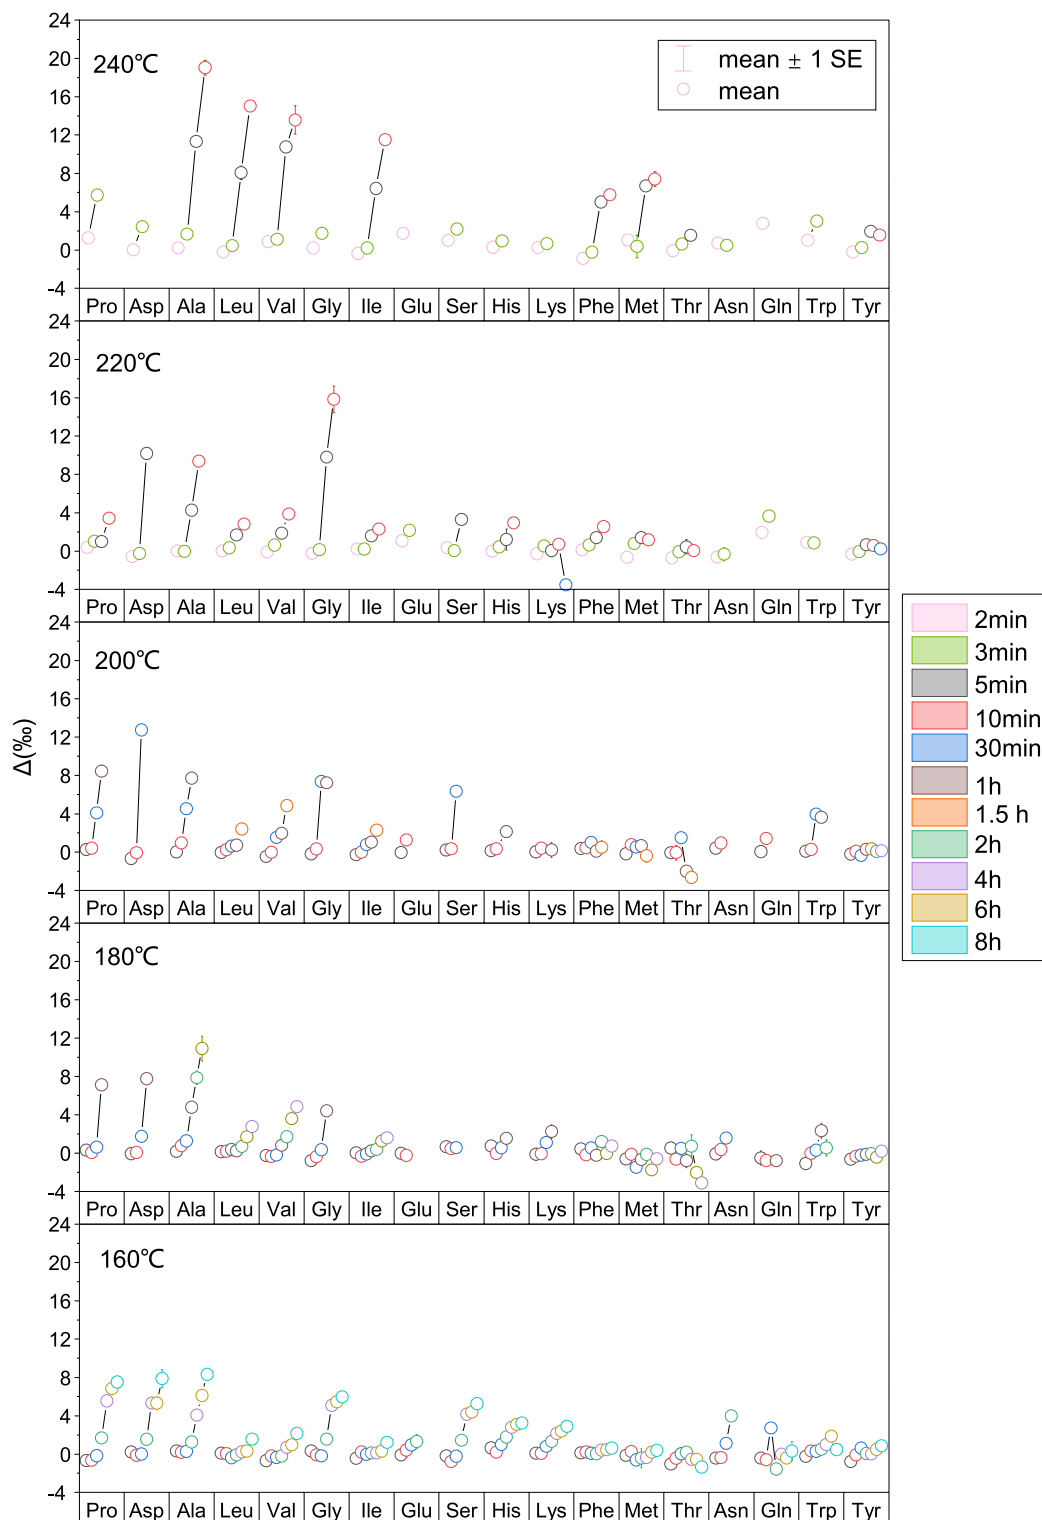 24
20
16
12
8
4
0
-4
240℃
mean ± 1 SE
mean
Pro Asp Ala Leu Val Gly Ile Glu Ser His Lys Phe Met Thr Asn Gln Trp Tyr
24
20
16
12
8
4
0
-4
220℃
Pro Asp Ala Leu Val Gly Ile Glu Ser His Lys Phe Met Thr Asn Gln Trp Tyr
24
20
16
12
8
4
0
-4
200℃
Δ(‰)
Pro Asp Ala Leu Val Gly Ile Glu Ser His Lys Phe Met Thr Asn Gln Trp Tyr
24
20
16
12
8
4
0
-4
180℃
Pro Asp Ala Leu Val Gly Ile Glu Ser His Lys Phe Met Thr Asn Gln Trp Tyr
24
20
16
12
8
4
0
-4
160℃
Pro Asp Ala Leu Val Gly Ile Glu Ser His Lys Phe Met Thr Asn Gln Trp Tyr
2min
3min
5min
10min
30min
1h
1.5 h
2h
4h
6h
8h